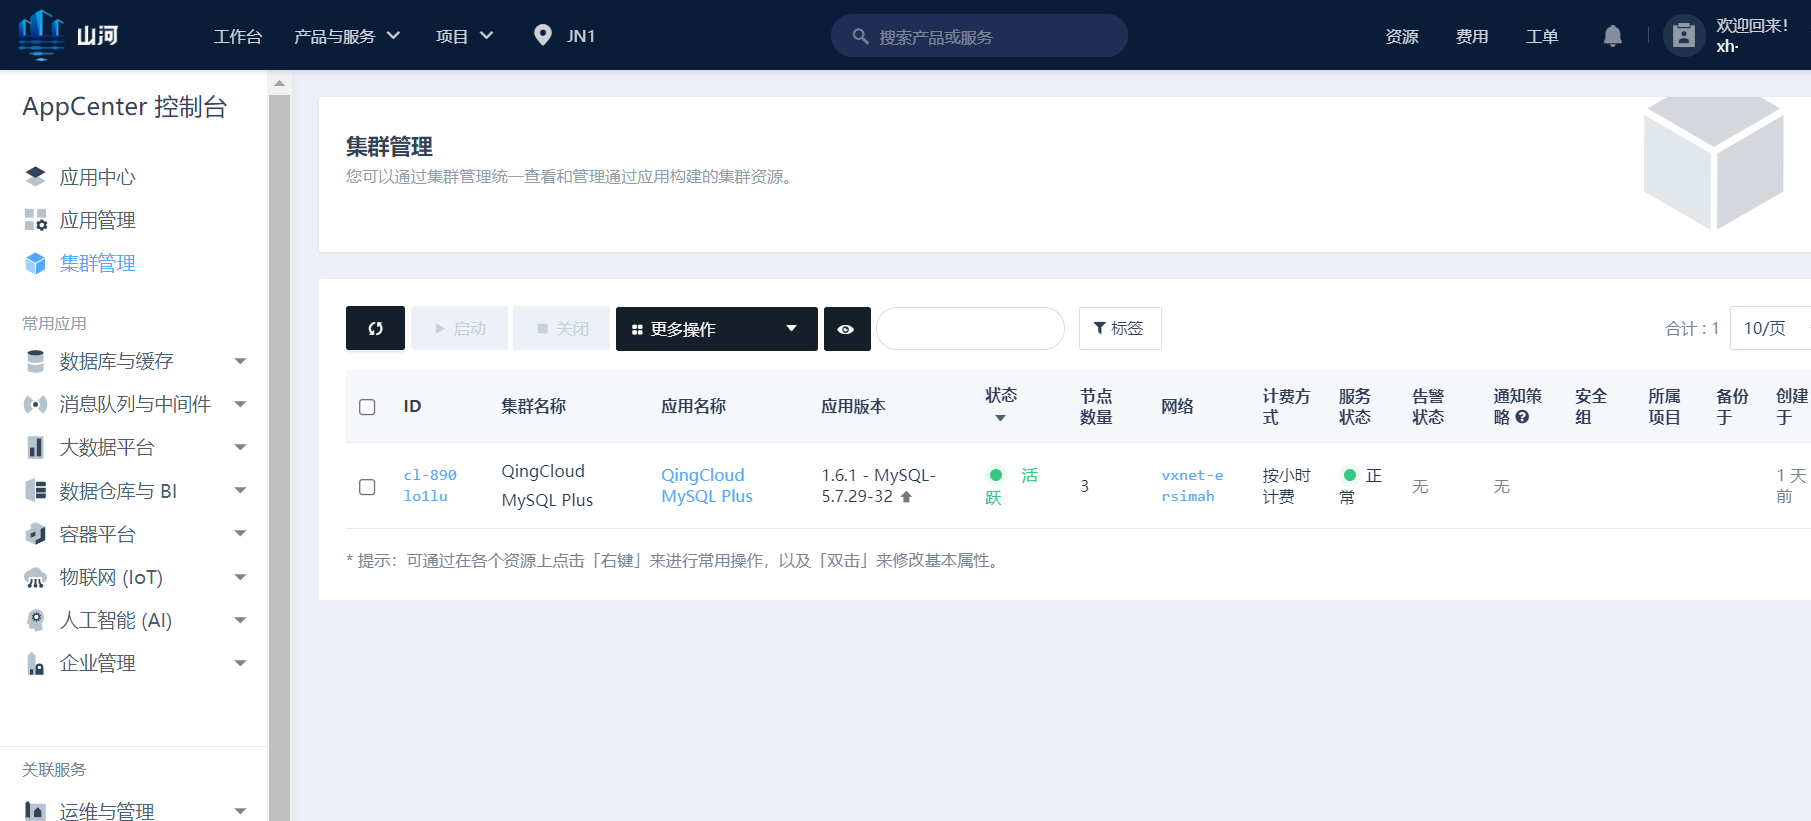 山河
工作台
产品与服务
项目
JN1
搜索产品或服务
资源
费用
工单
欢迎回来!
xh·
AppCenter 控制台
应用中心
应用管理
集群管理
常用应用
数据库与缓存
消息队列与中间件
大数据平台
数据仓库与 BI
容器平台
物联网 (IoT)
人工智能 (AI)
企业管理
关联服务
运维与管理
集群管理
您可以通过集群管理统一查看和管理通过应用构建的集群资源。
启动
关闭
更多操作
标签
合计 : 1
10/页
ID
集群名称
应用名称
应用版本
状态
节点
数量
网络
计费方
式
服务
状态
告警
状态
通知策
略
安全
组
所属
项目
备份
于
创建
于
cl-890
lo1lu
QingCloud
MySQL Plus
QingCloud
MySQL Plus
1.6.1 - MySQL-
5.7.29-32
活
跃
3
vxnet-e
rsimah
按小时
计费
正
常
无
无
1 天
前
* 提示：可通过在各个资源上点击「右键」来进行常用操作，以及「双击」来修改基本属性。